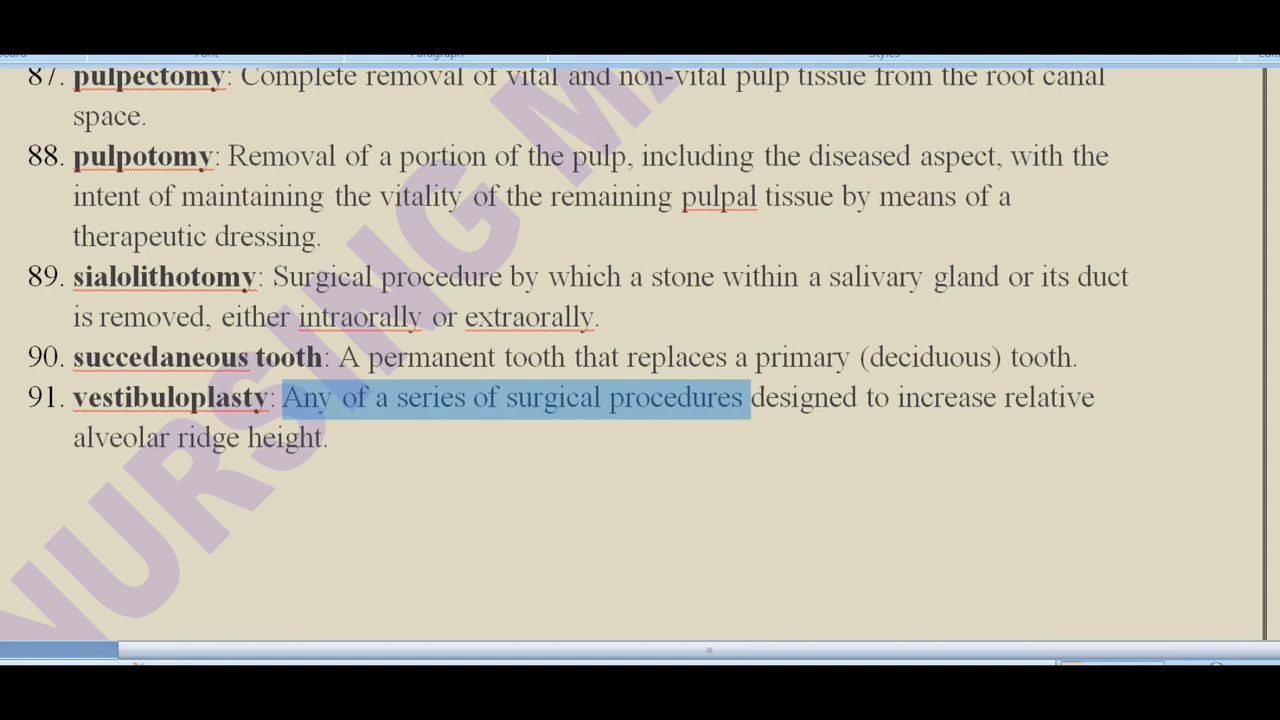 Font
Paragraph
Styles
87. pulpectomy: Complete removal of vital and non-vital pulp tissue from the root canal
space.
88. pulpotomy: Removal of a portion of the pulp, including the diseased aspect, with the
intent of maintaining the vitality of the remaining pulpal tissue by means of a
therapeutic dressing.
89. sialolithotomy: Surgical procedure by which a stone within a salivary gland or its duct
is removed, either intraorally or extraorally.
90. succedaneous tooth: A permanent tooth that replaces a primary (deciduous) tooth.
91. vestibuloplasty: Any of a series of surgical procedures designed to increase relative
alveolar ridge height.
NURSING